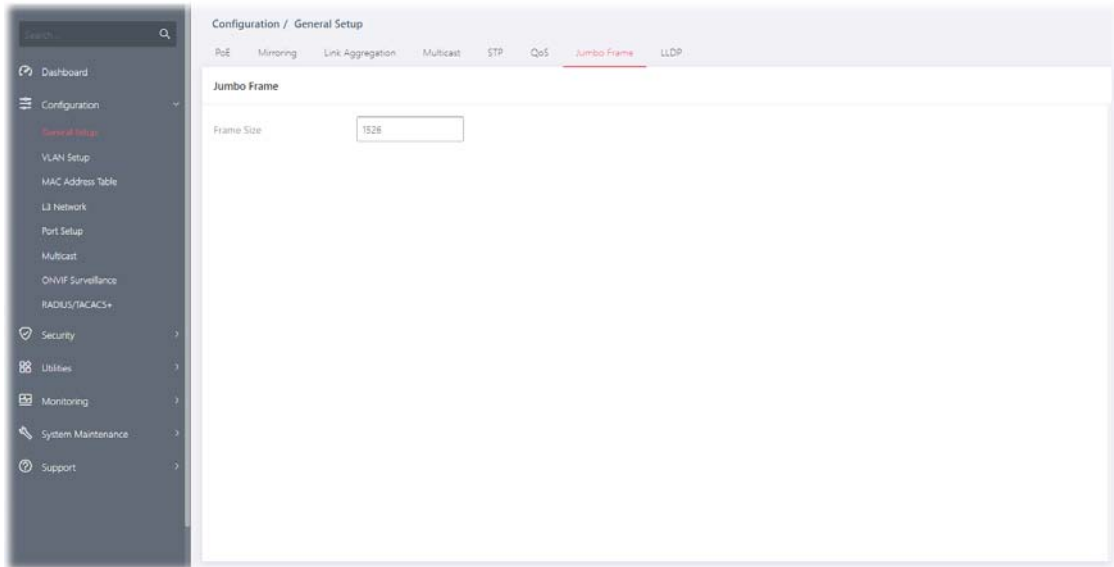 Search...
Dashboard
Configuration
General Setup
VLAN Setup
MAC Address Table
L3 Network
Port Setup
Multicast
ONVIF Surveillance
RADIUS/TACACS+
Security
Utilities
Monitoring
System Maintenance
Support
Configuration / General Setup
PoE Mirroring Link Aggregation Multicast STP QoS Jumbo Frame LLDP
Jumbo Frame
Frame Size 1526